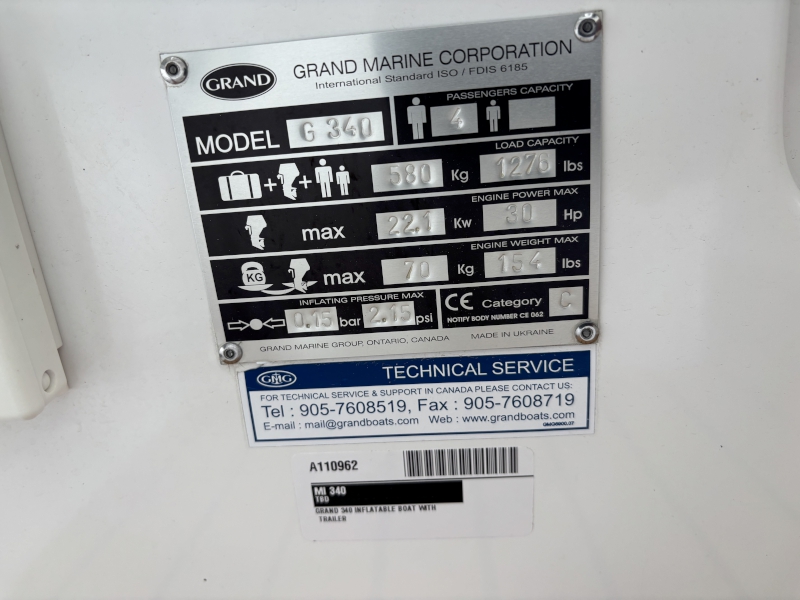 GRAND
GRAND MARINE CORPORATION
International Standard ISO / FDIS 6185
MODEL G 340
PASSENGERS CAPACITY
4
LOAD CAPACITY
580 Kg 1276 lbs
ENGINE POWER MAX
max 22.1 Kw 30 Hp
ENGINE WEIGHT MAX
KG max 70 Kg 154 lbs
INFLATING PRESSURE MAX
0.15 bar 2.15 psi
CE Category C
NOTIFY BODY NUMBER CE 062
GRAND MARINE GROUP, ONTARIO, CANADA
MADE IN UKRAINE
GMG
TECHNICAL SERVICE
FOR TECHNICAL SERVICE & SUPPORT IN CANADA PLEASE CONTACT US:
Tel : 905-7608519, Fax : 905-7608719
E-mail : mail@grandboats.com Web : www.grandboats.com
A110962
MI 340
TBD
GRAND 340 INFLATABLE BOAT WITH
TRAILER